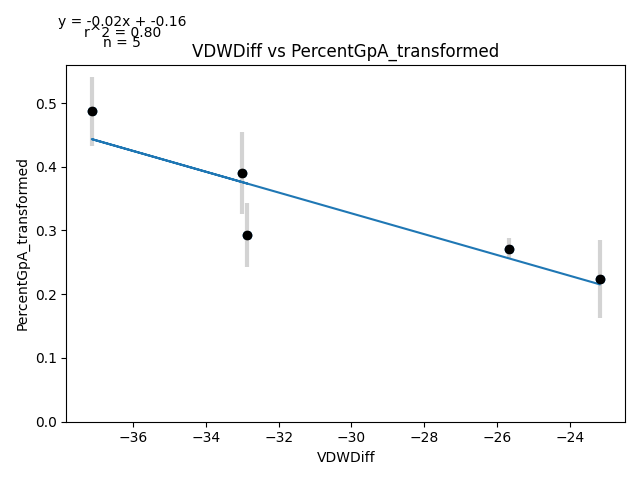 y = -0.02x + -0.16
r^2 = 0.80
n = 5
VDWDiff vs PercentGpA_transformed
PercentGpA_transformed
0.5
0.4
0.3
0.2
0.1
0.0
−36
−34
−32
−30
−28
−26
−24
VDWDiff